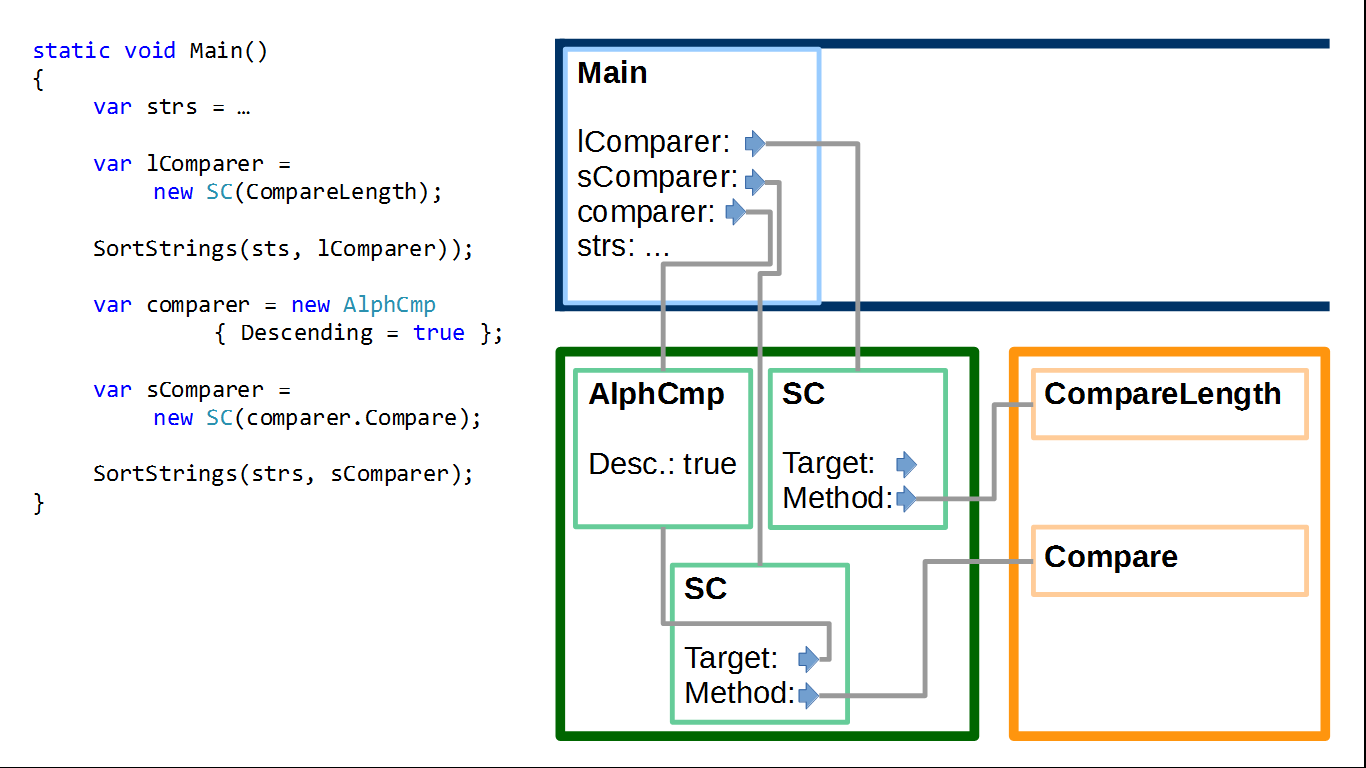 static void Main()
{
var strs = …
var lComparer =
new SC(CompareLength);
SortStrings(sts, lComparer));
var comparer = new AlphCmp
{ Descending = true };
var sComparer =
new SC(comparer.Compare);
SortStrings(strs, sComparer);
}
Main
lComparer:
sComparer:
comparer:
strs: ...
AlphCmp
Desc.: true
SC
Target:
Method:
SC
Target:
Method:
CompareLength
Compare